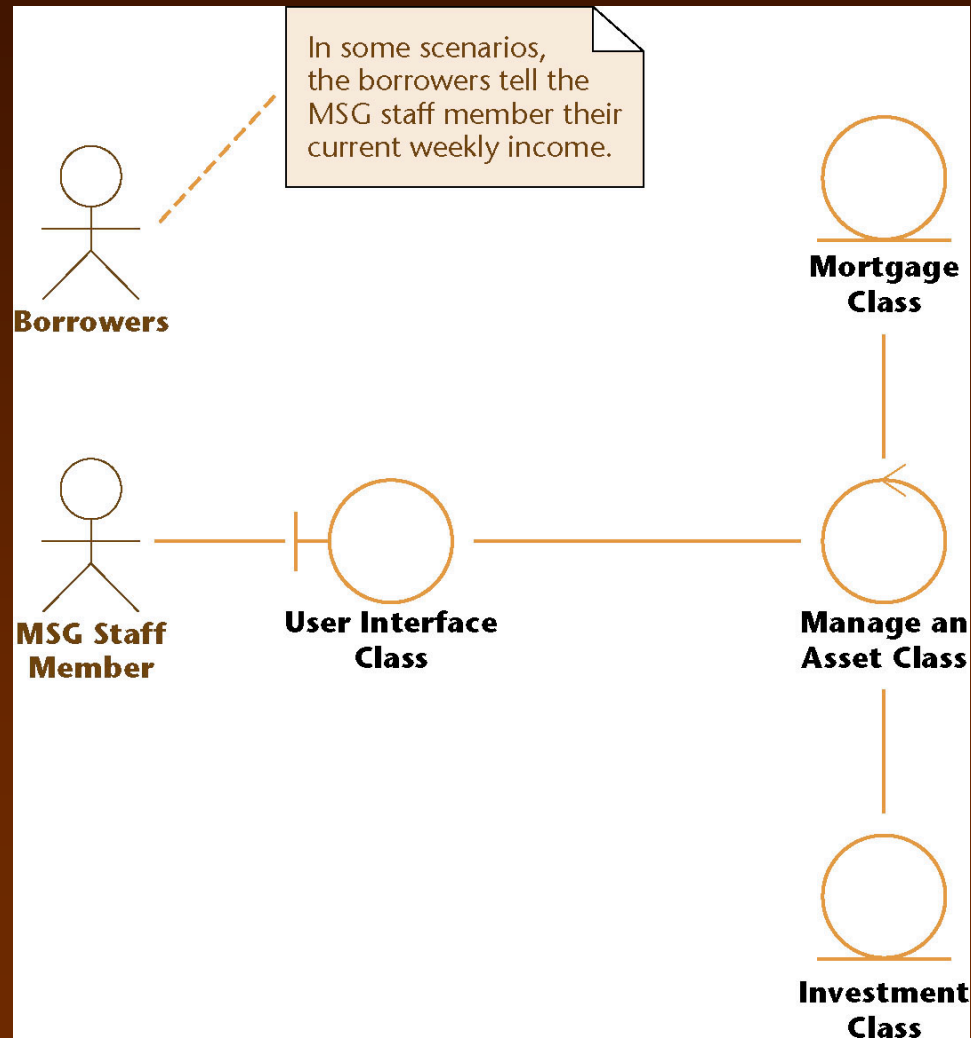 In some scenarios,
the borrowers tell the
MSG staff member their
current weekly income.
Borrowers
Mortgage
Class
MSG Staff
Member
User Interface
Class
Manage an
Asset Class
Investment
Class